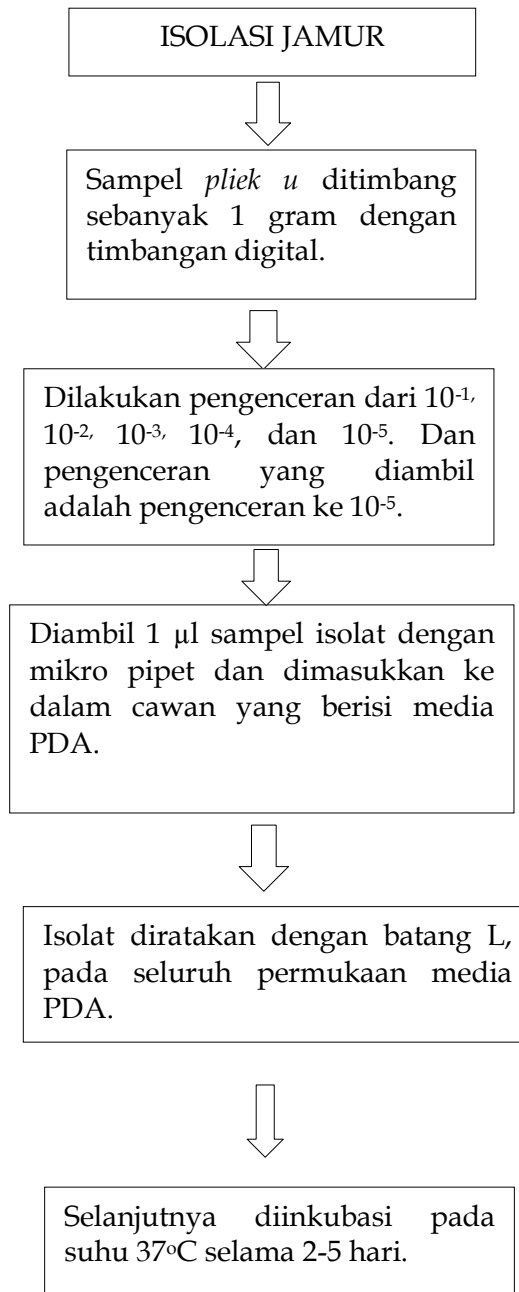 ISOLASI JAMUR
Sampel pliek u ditimbang
sebanyak 1 gram dengan
timbangan digital.
Dilakukan pengenceran dari 10⁻¹,
10⁻², 10⁻³, 10⁻⁴, dan 10⁻⁵. Dan
pengenceran yang diambil
adalah pengenceran ke 10⁻⁵.
Diambil 1 µl sampel isolat dengan
mikro pipet dan dimasukkan ke
dalam cawan yang berisi media
PDA.
Isolat diratakan dengan batang L,
pada seluruh permukaan media
PDA.
Selanjutnya diinkubasi pada
suhu 37ᵒC selama 2-5 hari.